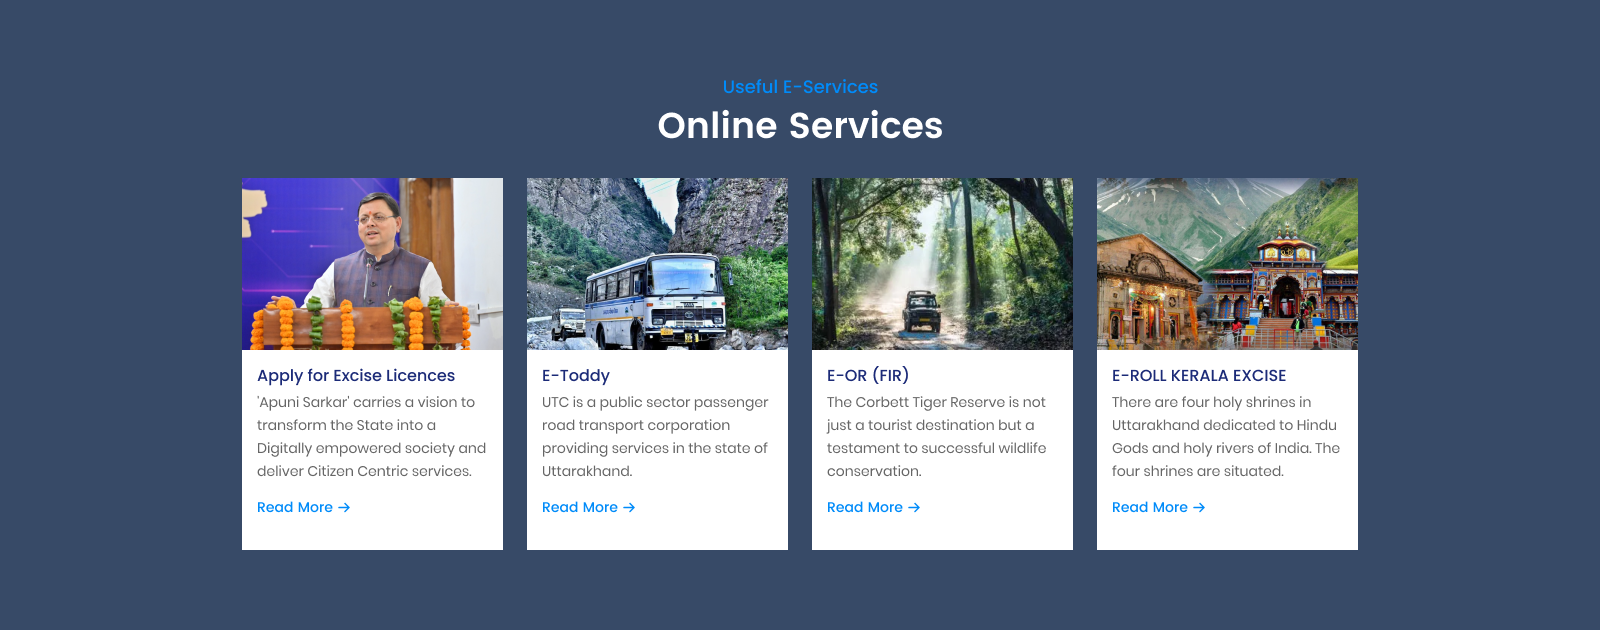 Useful E-Services
Online Services
Apply for Excise Licences
'Apuni Sarkar' carries a vision to
transform the State into a
Digitally empowered society and
deliver Citizen Centric services.
Read More →
E-Toddy
UTC is a public sector passenger
road transport corporation
providing services in the state of
Uttarakhand.
Read More →
E-OR (FIR)
The Corbett Tiger Reserve is not
just a tourist destination but a
testament to successful wildlife
conservation.
Read More →
E-ROLL KERALA EXCISE
There are four holy shrines in
Uttarakhand dedicated to Hindu
Gods and holy rivers of India. The
four shrines are situated.
Read More →